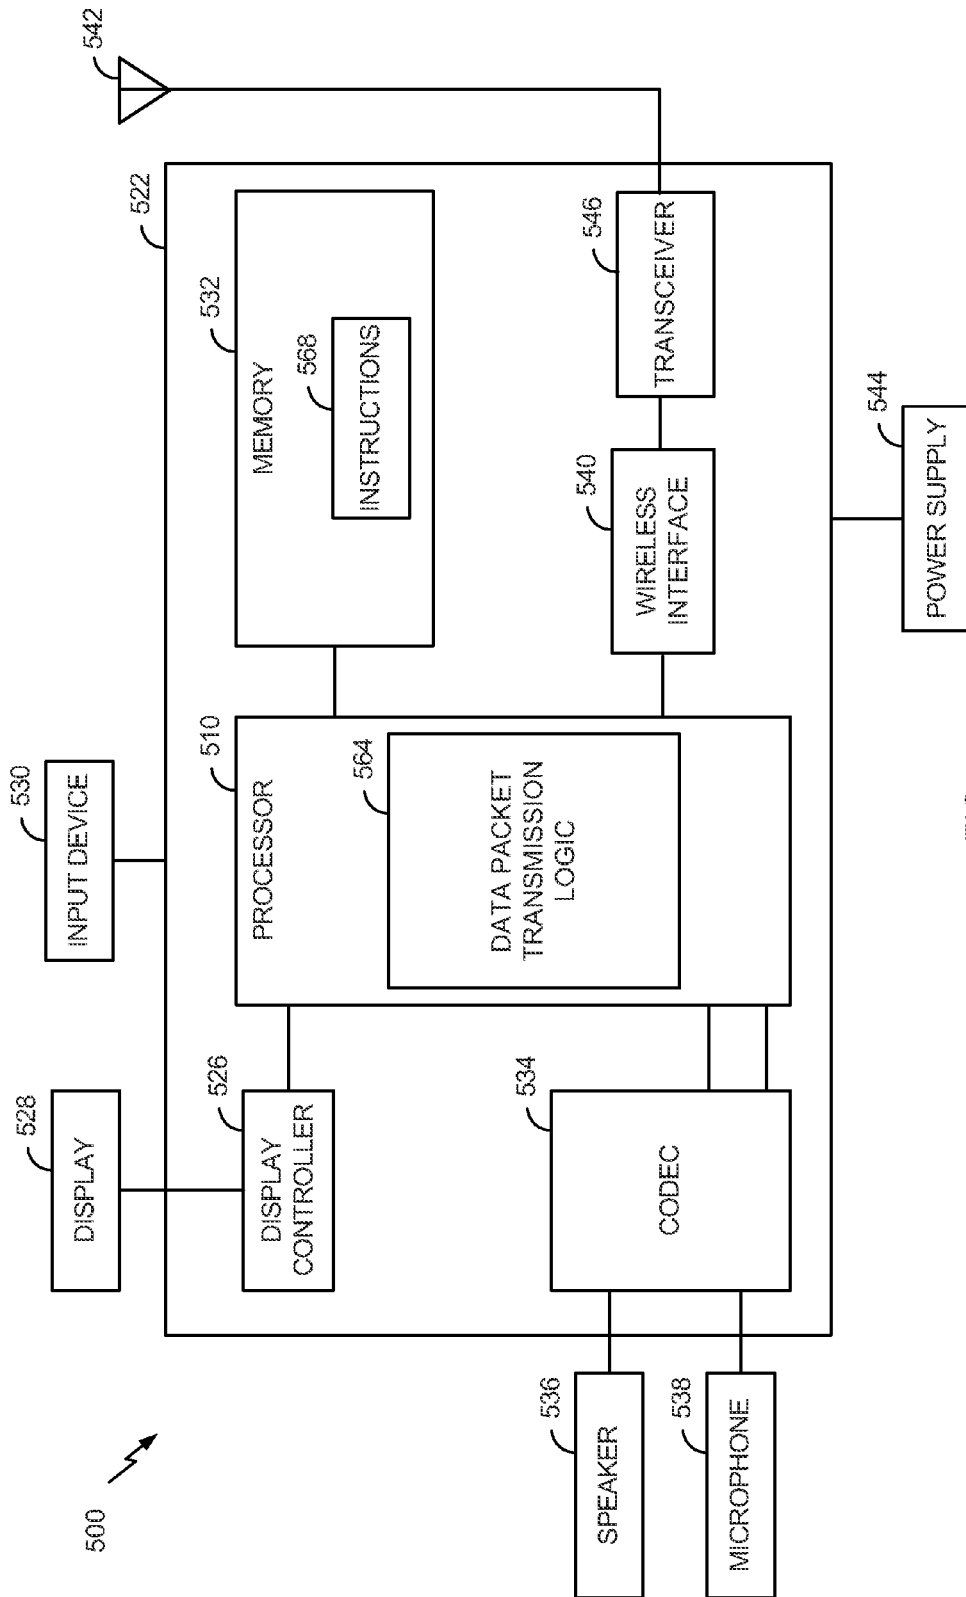 500
528
DISPLAY
530
INPUT DEVICE
522
542
526
DISPLAY
CONTROLLER
510
PROCESSOR
564
DATA PACKET
TRANSMISSION
LOGIC
532
MEMORY
568
INSTRUCTIONS
534
CODEC
540
WIRELESS
INTERFACE
546
TRANSCEIVER
536
SPEAKER
538
MICROPHONE
544
POWER SUPPLY